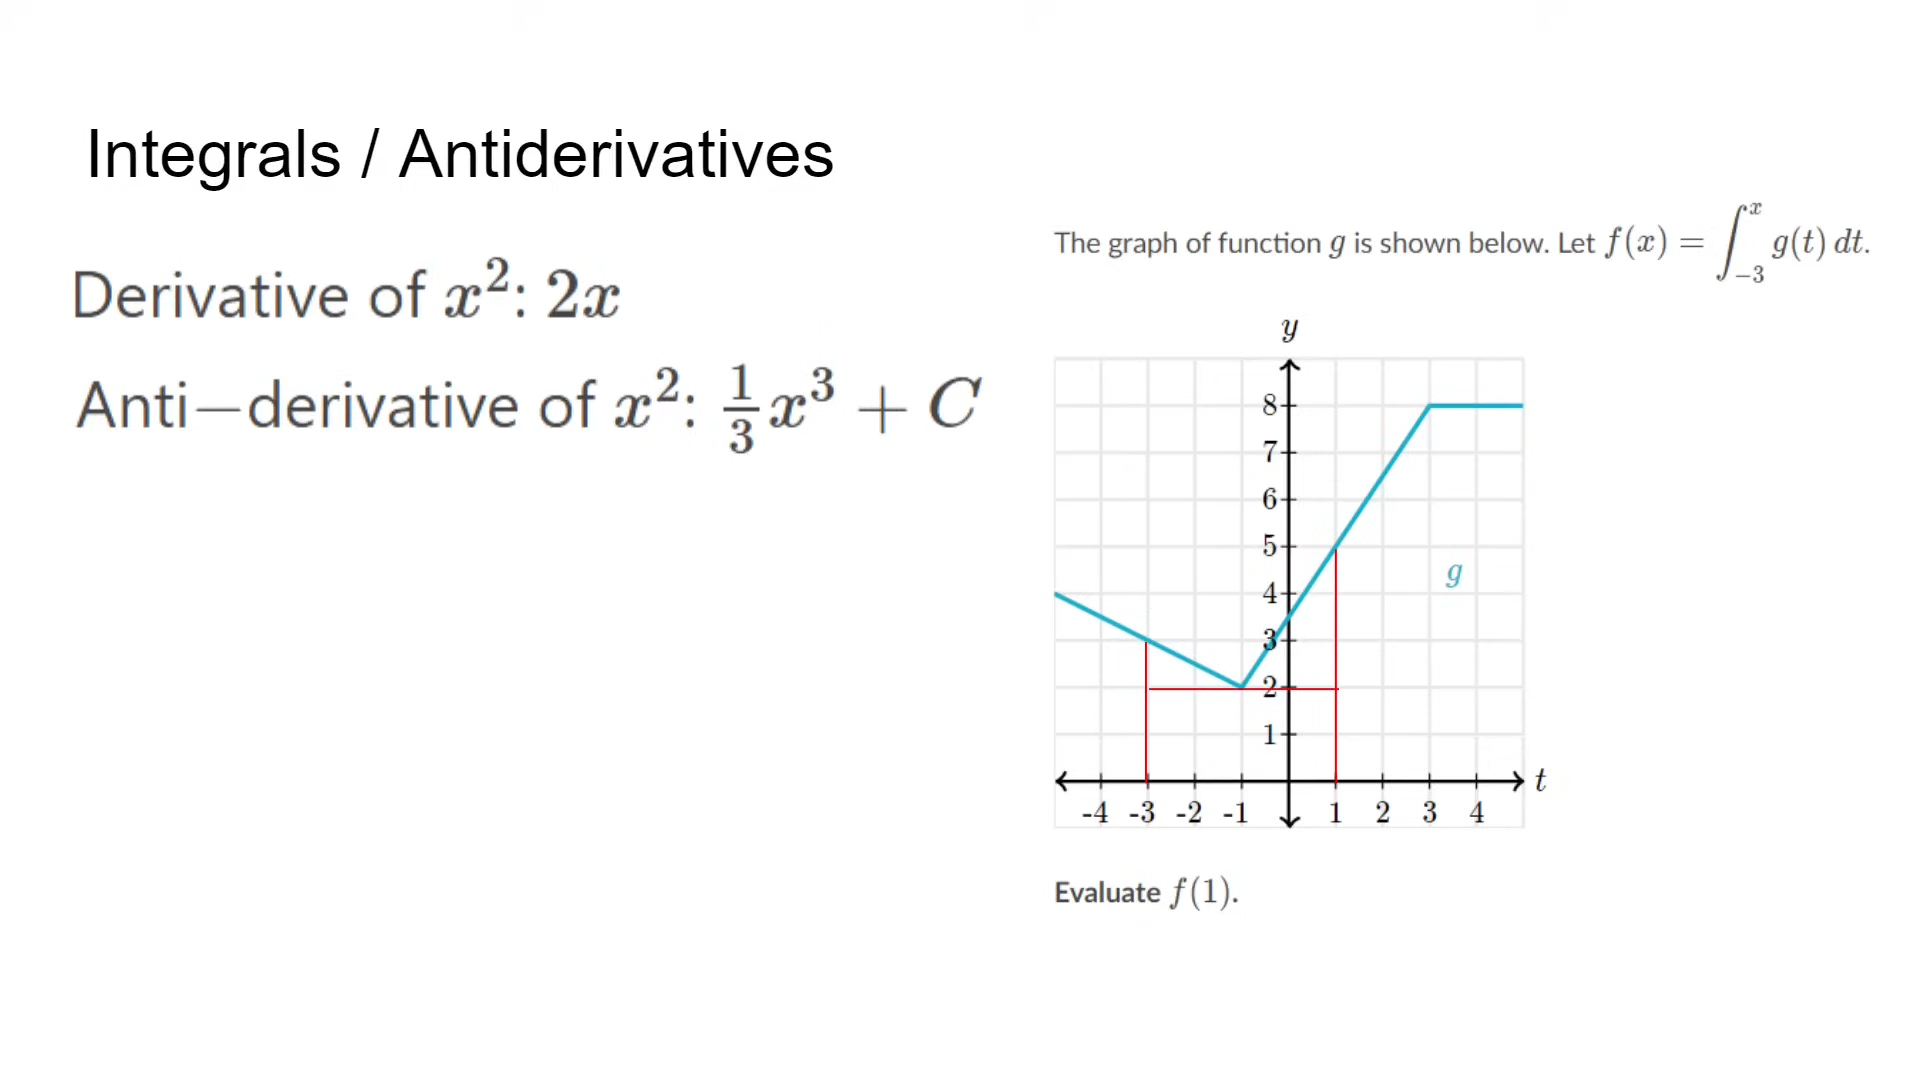 Integrals / Antiderivatives
Derivative of x²: 2x
Anti−derivative of x²: 1/3 x³ + C
The graph of function g is shown below. Let f(x) = ∫₋₃ˣ g(t) dt.
y
8
7
6
5
g
4
3
2
1
t
-4 -3 -2 -1 1 2 3 4
Evaluate f(1).